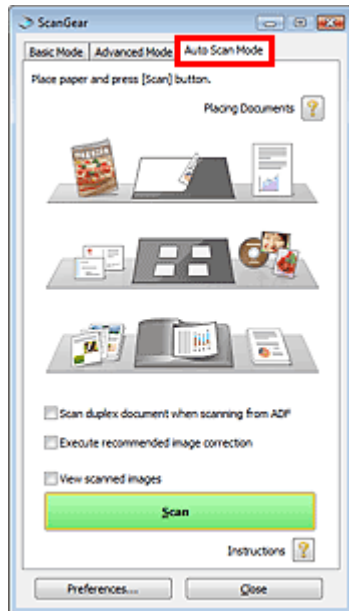 ScanGear
Basic Mode Advanced Mode Auto Scan Mode
Place paper and press [Scan] button.
Placing Documents
Scan duplex document when scanning from ADF
Execute recommended image correction
View scanned images
Scan
Instructions
Preferences... Close